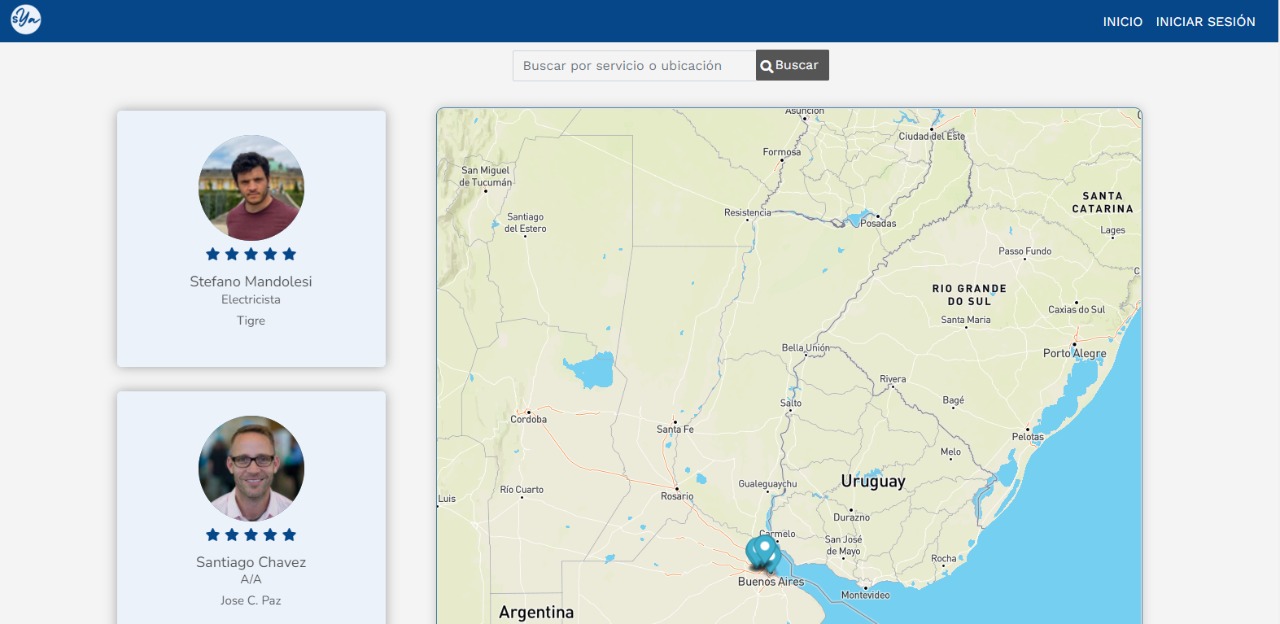 sYa
INICIO INICIAR SESIÓN
Buscar por servicio o ubicación
Buscar
Stefano Mandolesi
Electricista
Tigre
Santiago Chavez
A/A
Jose C. Paz
Asunción
Ciudad del Este
Formosa
San Miguel
de Tucumán
SANTA
CATARINA
Resistencia
Santiago
del Estero
Posadas
Lages
Passo Fundo
RIO GRANDE
DO SUL
Caxias do Sul
Santa Maria
Bella Unión
Porto Alegre
Rivera
Salto
Bagé
Cordoba
Santa Fe
Pelotas
Melo
Uruguay
Gualeguaychu
Río Cuarto
Rosario
Luis
Durazno
Carmelo
San José
de Mayo
Rocha
Buenos Aires
Montevideo
Argentina